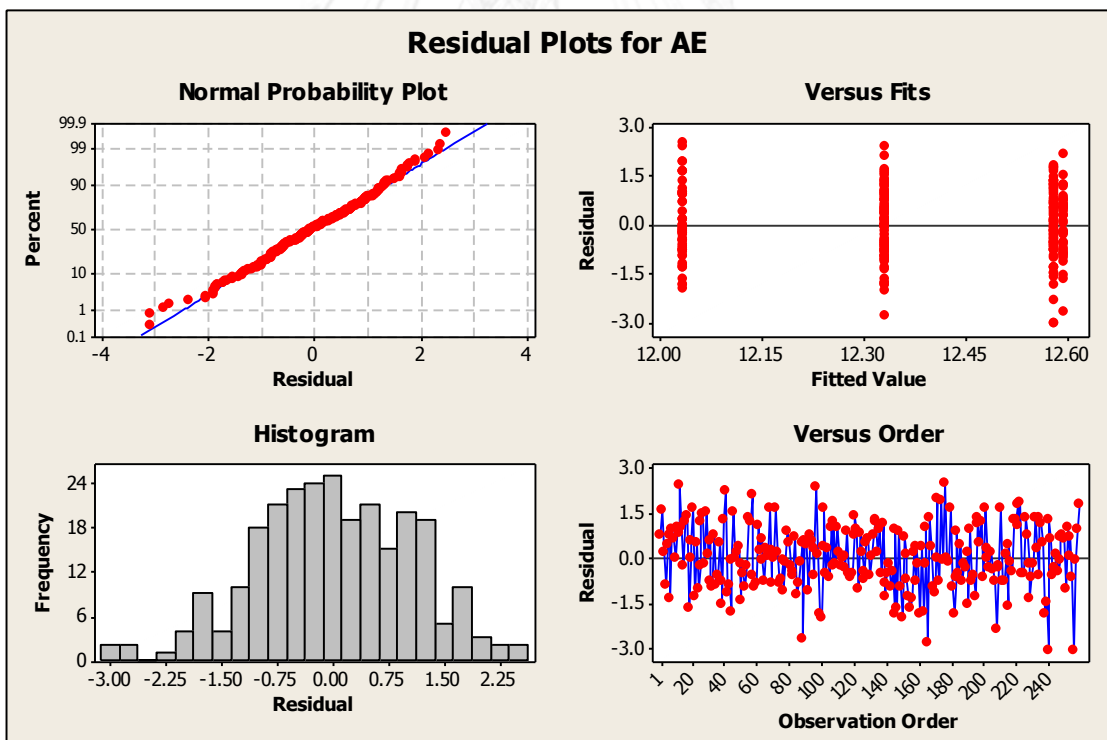 Residual Plots for AE
Normal Probability Plot
99.9
99
90
50
10
1
0.1
Percent
-4 -2 0 2 4
Residual
Versus Fits
3.0
1.5
0.0
-1.5
-3.0
Residual
12.00 12.15 12.30 12.45 12.60
Fitted Value
Histogram
24
18
12
6
0
Frequency
-3.00 -2.25 -1.50 -0.75 0.00 0.75 1.50 2.25
Residual
Versus Order
3.0
1.5
0.0
-1.5
-3.0
Residual
1 20 40 60 80 100 120 140 160 180 200 220 240
Observation Order